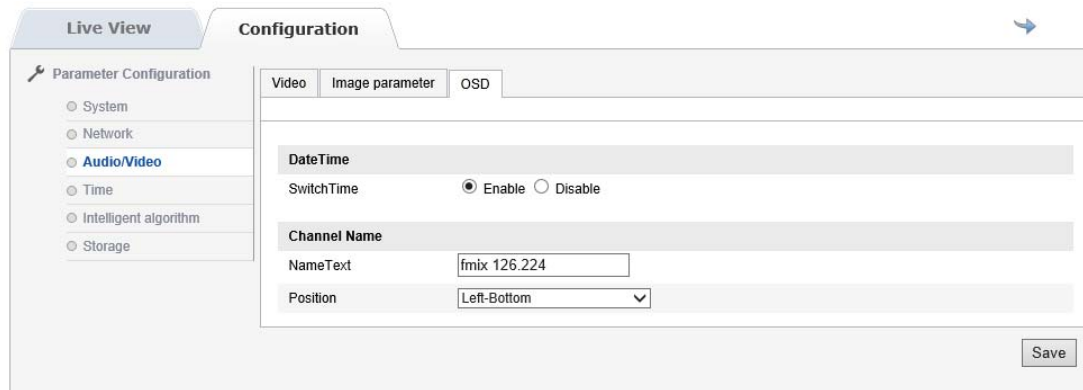 Live View
Configuration
Parameter Configuration
System
Network
Audio/Video
Time
Intelligent algorithm
Storage
Video
Image parameter
OSD
DateTime
SwitchTime Enable Disable
Channel Name
NameText fmix 126.224
Position Left-Bottom
Save